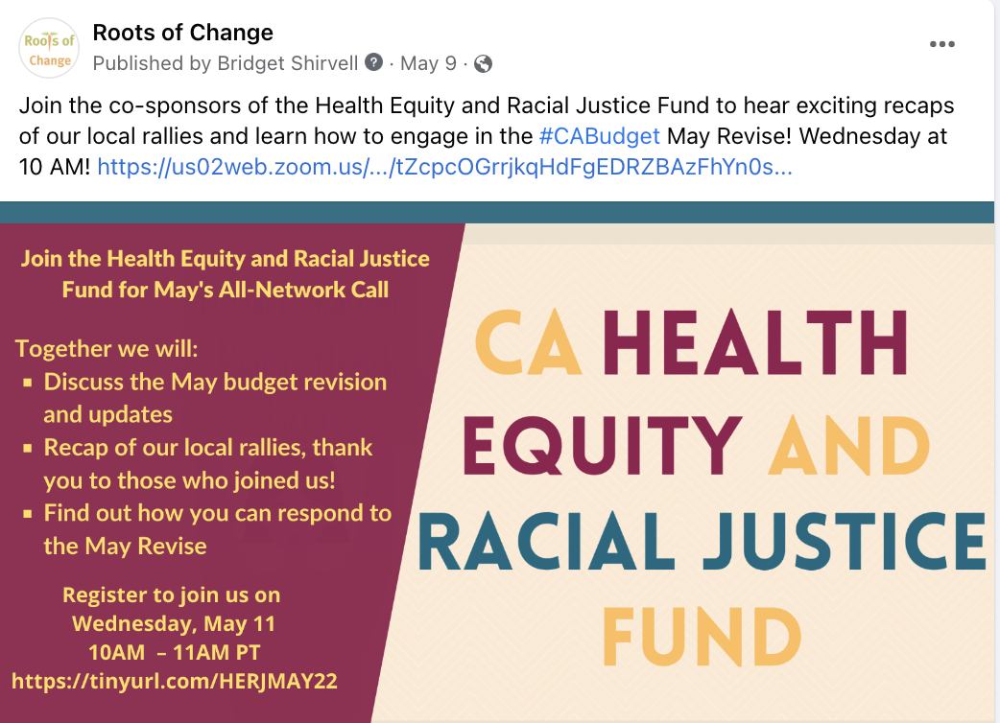 Roots of
Change
Roots of Change
Published by Bridget Shirvell · May 9 ·
Join the co-sponsors of the Health Equity and Racial Justice Fund to hear exciting recaps
of our local rallies and learn how to engage in the #CABudget May Revise! Wednesday at
10 AM! https://us02web.zoom.us/.../tZcpcOGrrjkqHdFgEDRZBAzFhYn0s...
Join the Health Equity and Racial Justice
Fund for May's All-Network Call
Together we will:
▪ Discuss the May budget revision
and updates
▪ Recap of our local rallies, thank
you to those who joined us!
▪ Find out how you can respond to
the May Revise
Register to join us on
Wednesday, May 11
10AM – 11AM PT
https://tinyurl.com/HERJMAY22
CA HEALTH
EQUITY AND
RACIAL JUSTICE
FUND